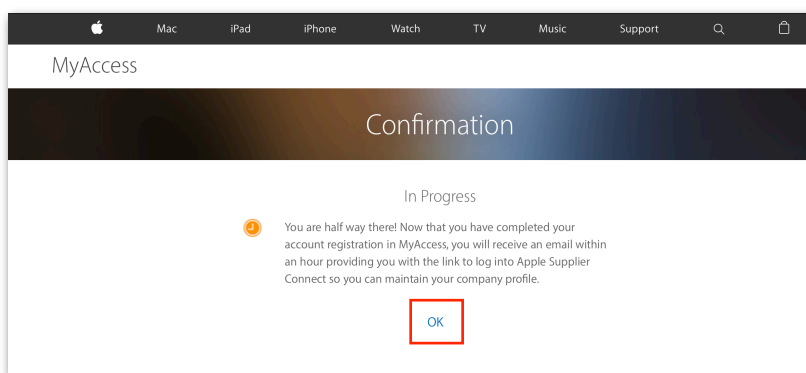 Mac iPad iPhone Watch TV Music Support
MyAccess
Confirmation
In Progress
You are half way there! Now that you have completed your
account registration in MyAccess, you will receive an email within
an hour providing you with the link to log into Apple Supplier
Connect so you can maintain your company profile.
OK